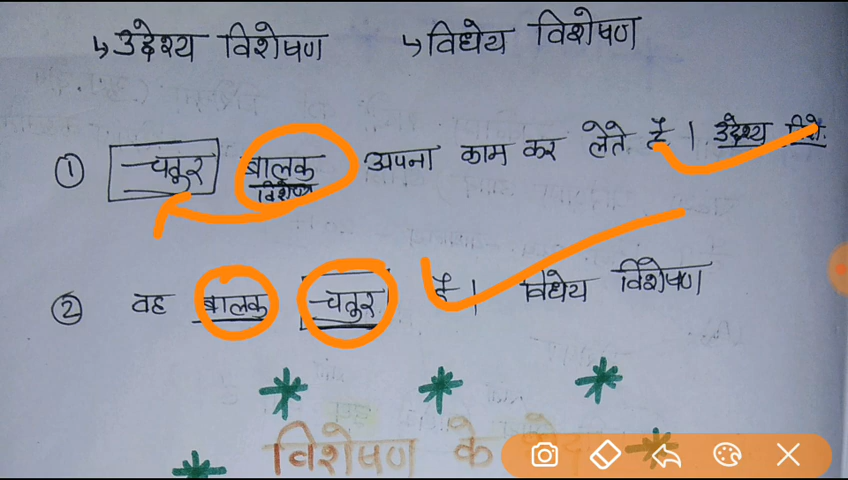 ↳उद्देश्य विशेषण ↳विधेय विशेषण
① चतुर बालक अपना काम कर लेते है । उद्देश्य विशे.
विशेष्य
② वह बालक चतुर है । विधेय विशेषण
विशेषण के